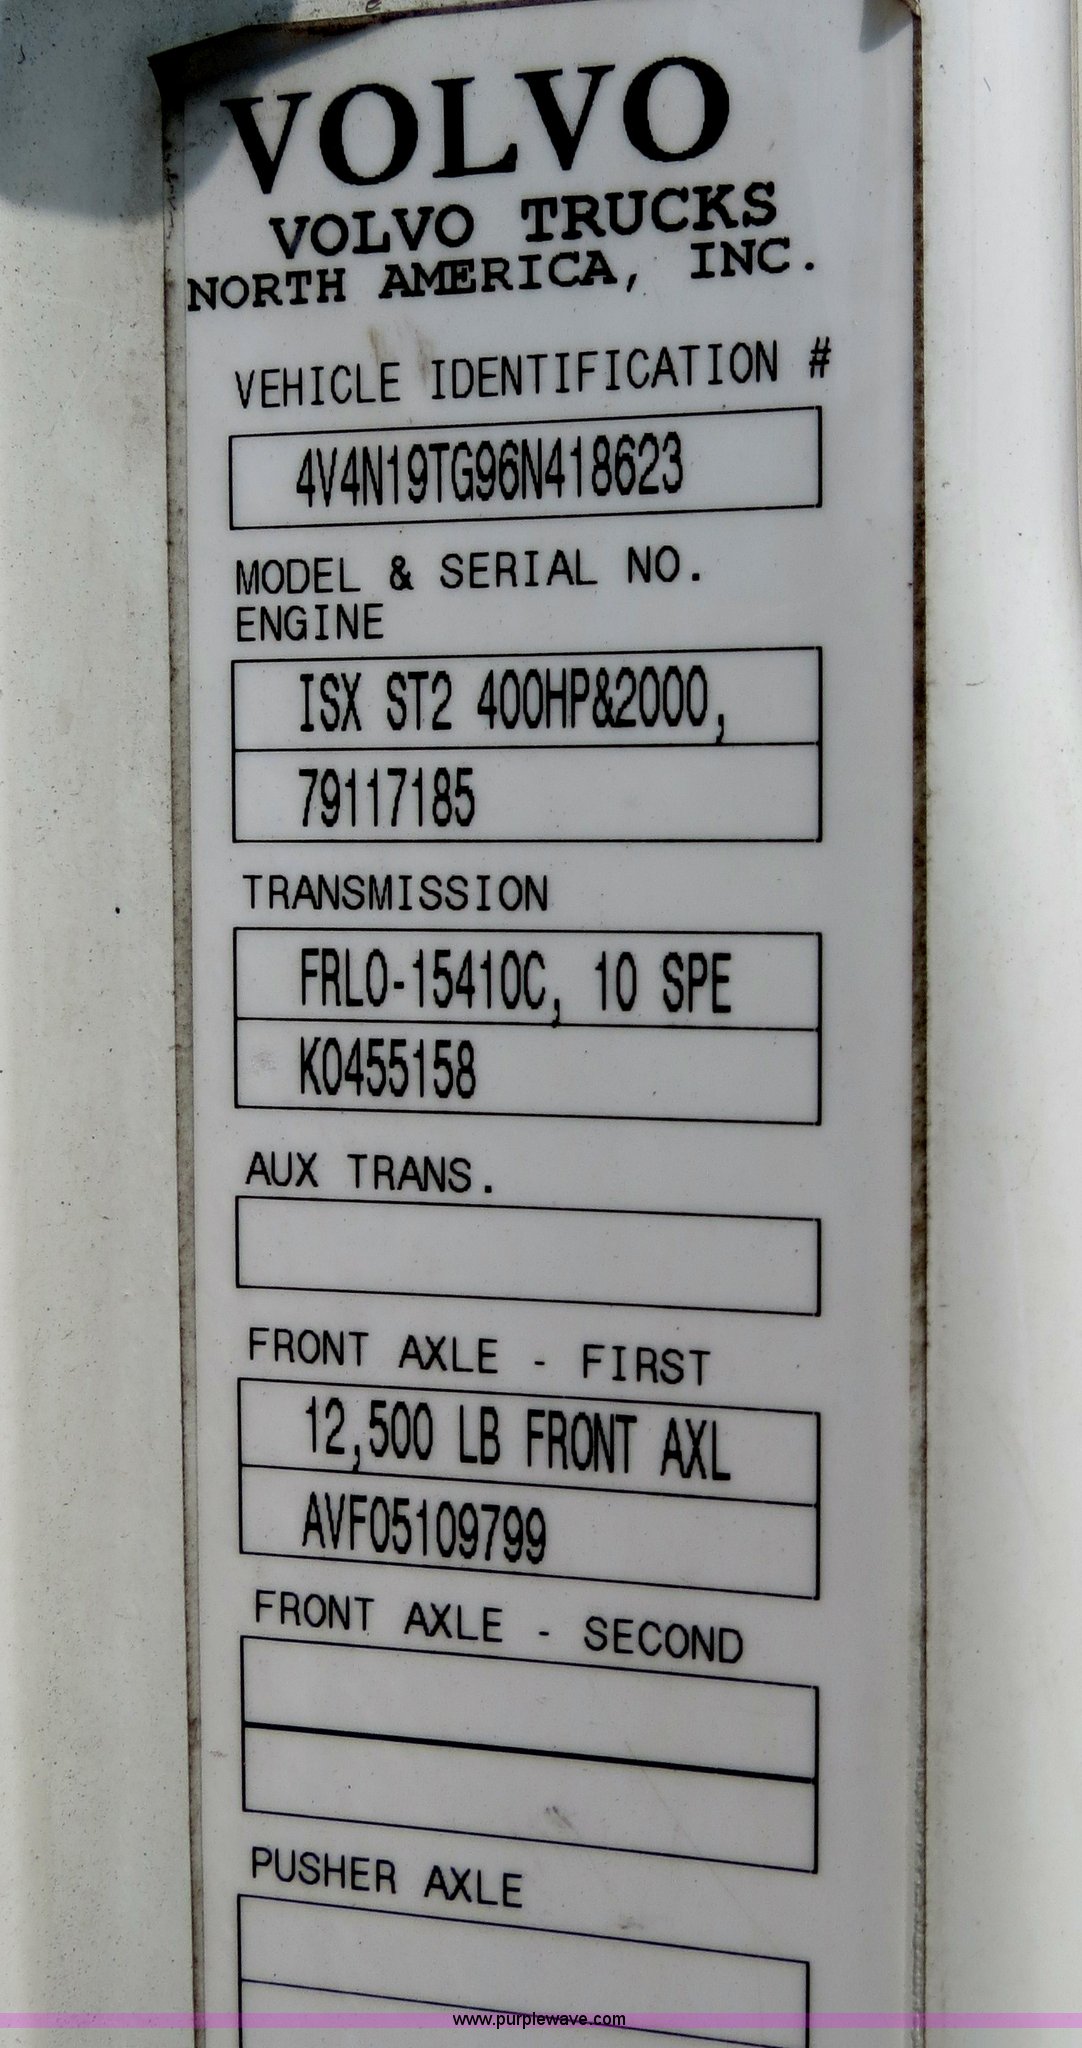 VOLVO
VOLVO TRUCKS
NORTH AMERICA, INC.
VEHICLE IDENTIFICATION #
4V4N19TG96N418623
MODEL & SERIAL NO.
ENGINE
ISX ST2 400HP&2000,
79117185
TRANSMISSION
FRLO-15410C, 10 SPE
K0455158
AUX TRANS.
FRONT AXLE - FIRST
12,500 LB FRONT AXL
AVF05109799
FRONT AXLE - SECOND
PUSHER AXLE
www.purplewave.com